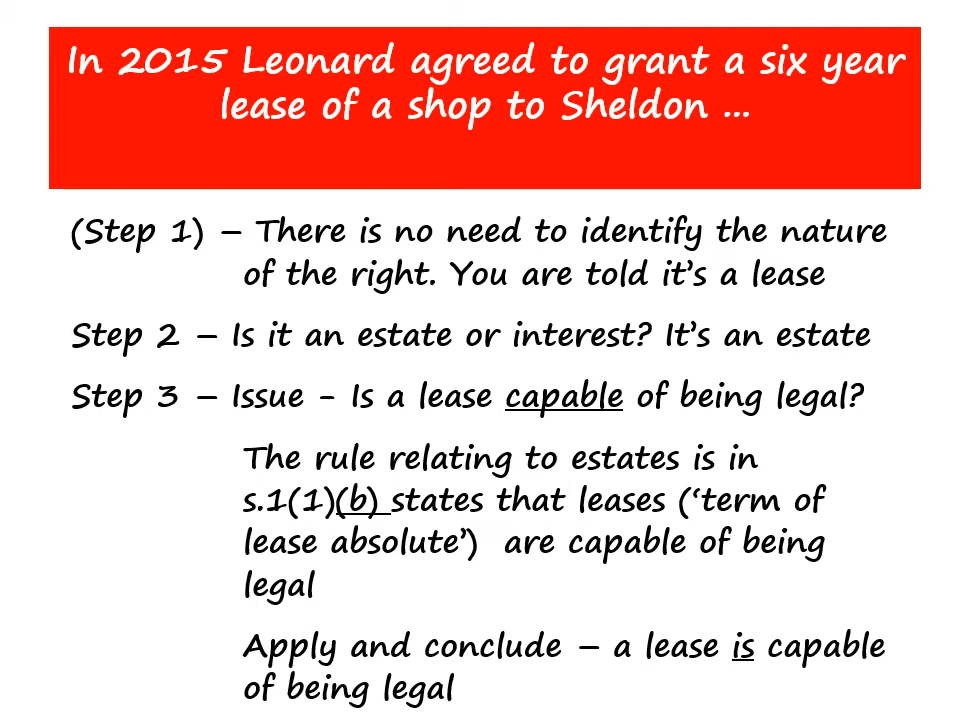 In 2015 Leonard agreed to grant a six year
lease of a shop to Sheldon ...
(Step 1) – There is no need to identify the nature
of the right. You are told it’s a lease
Step 2 – Is it an estate or interest? It’s an estate
Step 3 – Issue - Is a lease capable of being legal?
The rule relating to estates is in
s.1(1)(b) states that leases (‘term of
lease absolute’) are capable of being
legal
Apply and conclude – a lease is capable
of being legal